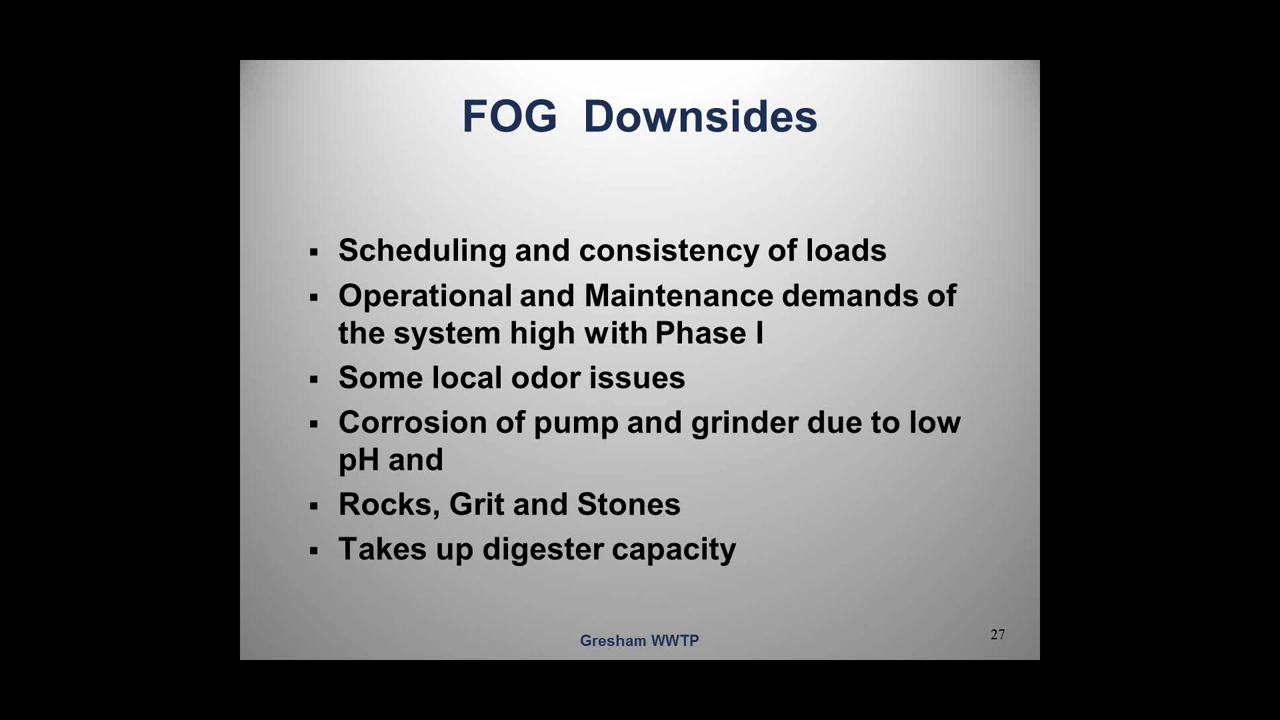 FOG Downsides
▪ Scheduling and consistency of loads
▪ Operational and Maintenance demands of
the system high with Phase I
▪ Some local odor issues
▪ Corrosion of pump and grinder due to low
pH and
▪ Rocks, Grit and Stones
▪ Takes up digester capacity
Gresham WWTP
27